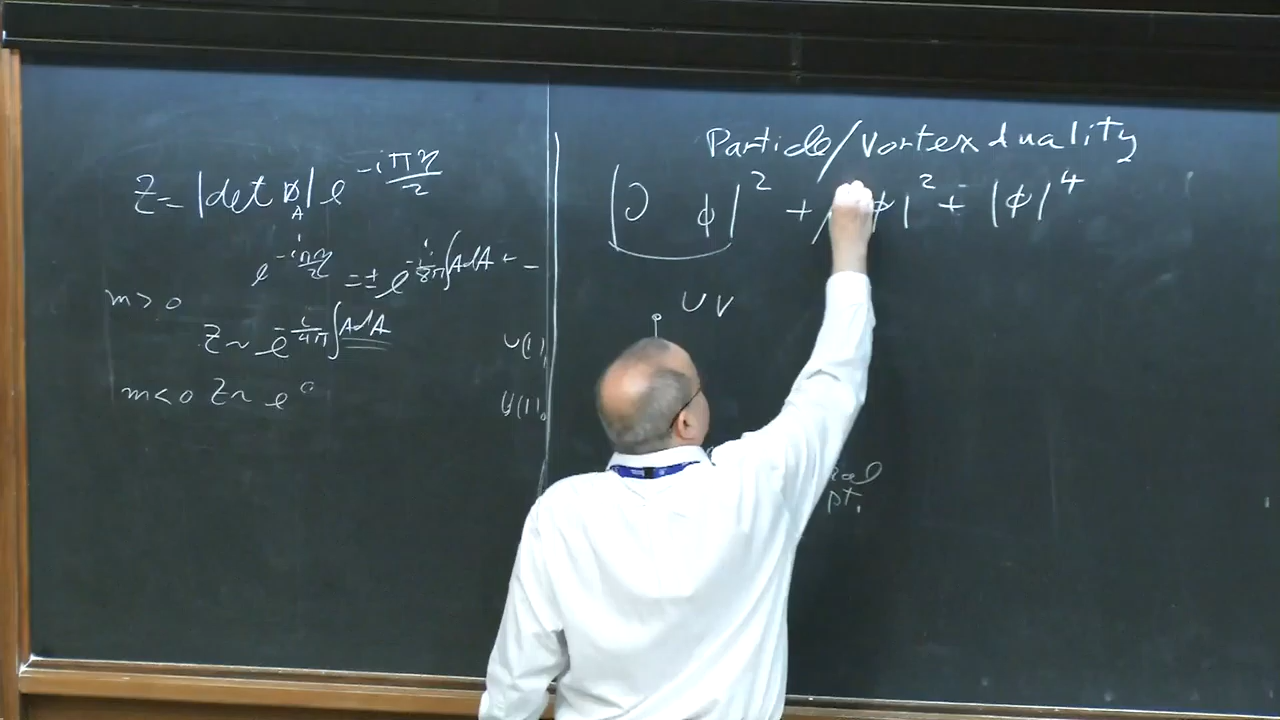 Z = |det D̸_A| e^{-iπη/2}
e^{-iπη/2} = ± e^{-i/8π ∫AdA + -
m > 0
Z ~ e^{-i/4π ∫AdA}
U(1)
m < 0 Z ~ e^0
U(1)_0
Particle/Vortex duality
|∂ φ|^2 + φ|^2 + |φ|^4
UV
pt.